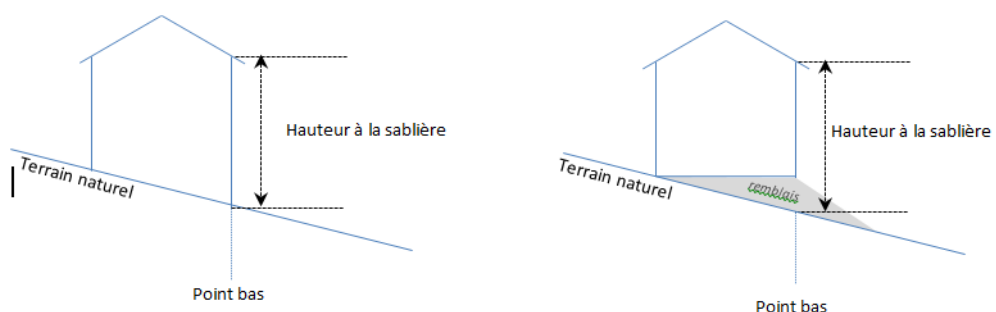 Hauteur à la sablière
Terrain naturel
Point bas
Hauteur à la sablière
Terrain naturel
remblais
Point bas